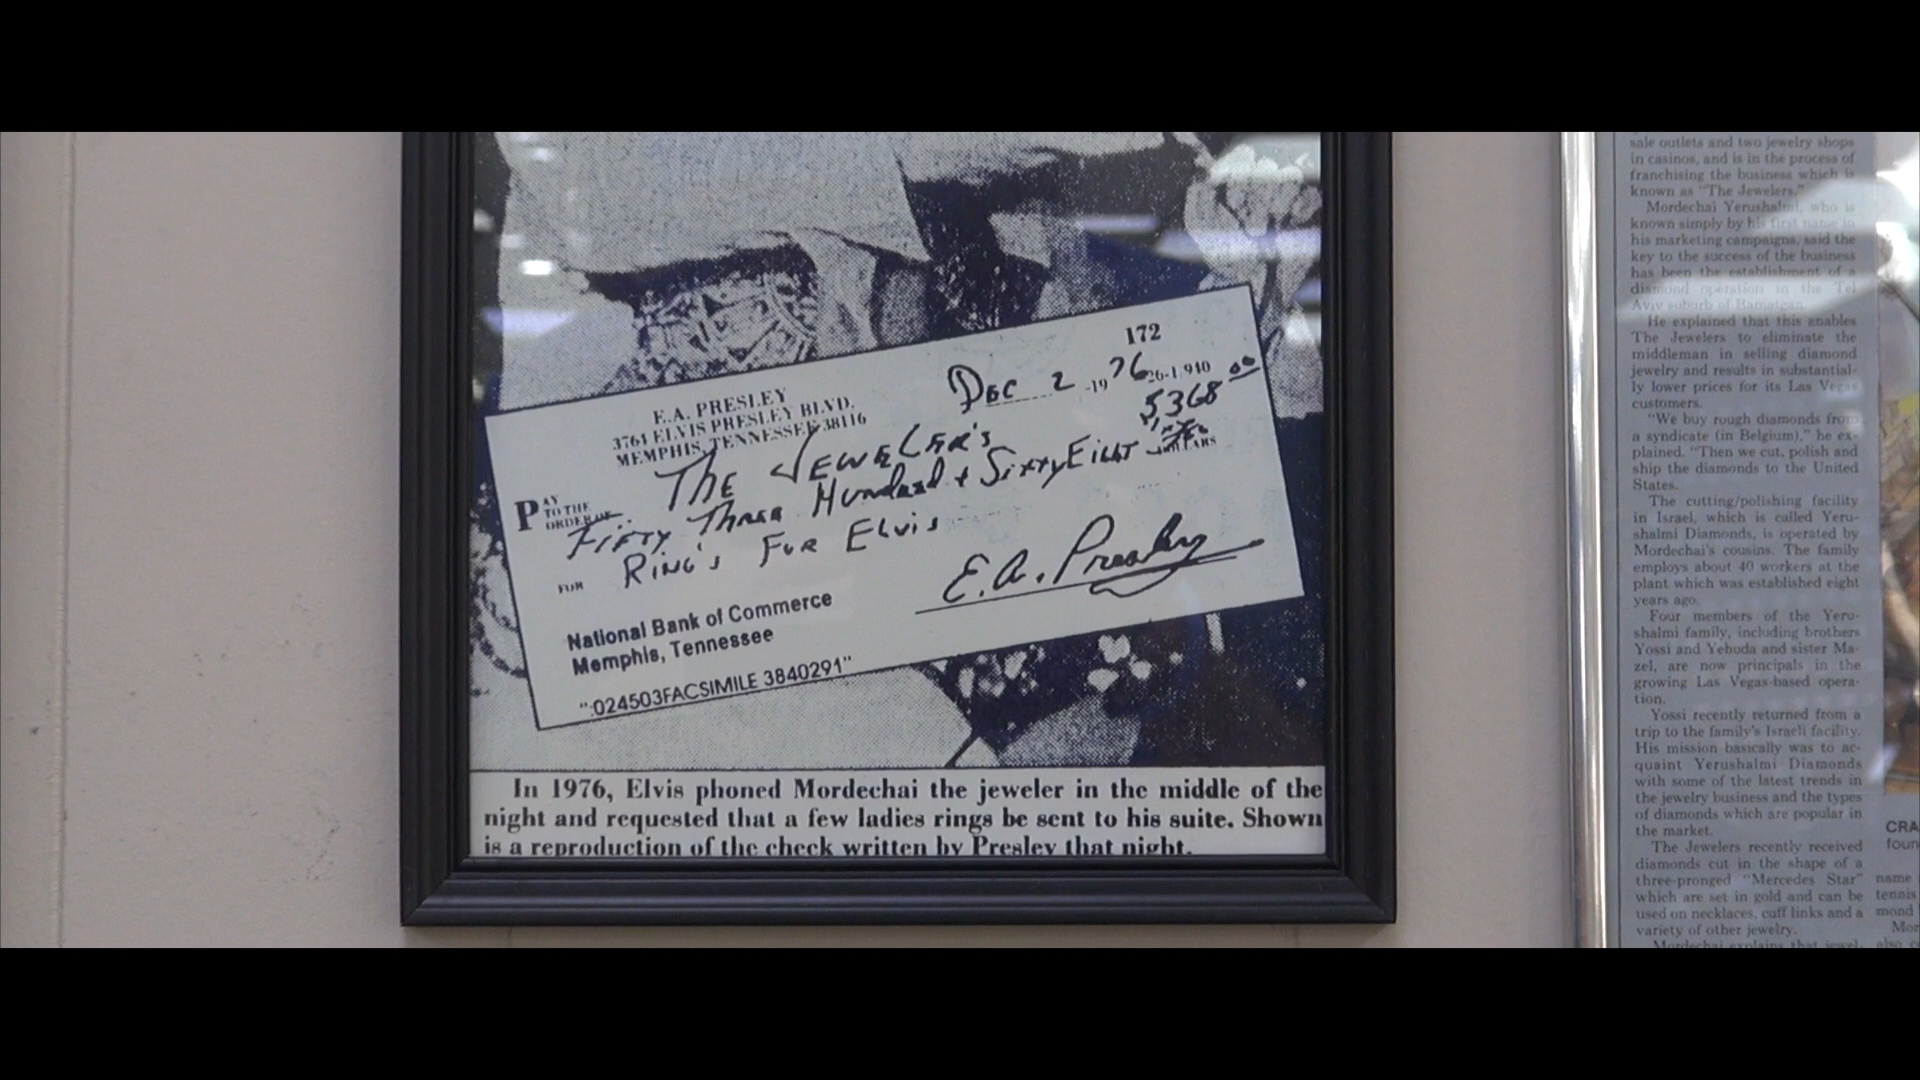 172
Dec 2 -1976
26-1 940
E.A. PRESLEY
3764 ELVIS PRESLEY BLVD.
MEMPHIS, TENNESSEE 38116
5368 00
PAY TO THE ORDER OF The Jeweler's
Fifty Three Hundred + Sixty Eight
FOR Ring's For Elvis
E.A. Presley
National Bank of Commerce
Memphis, Tennessee
":024503FACSIMILE 3840291"
In 1976, Elvis phoned Mordechai the jeweler in the middle of the
night and requested that a few ladies rings be sent to his suite. Shown
is a reproduction of the check written by Presley that night.
sale outlets and two jewelry shops
in casinos, and is in the process of
franchising the business which is
known as "The Jewelers."
Mordechai Yerushalmi, who is
known simply by his first name in
his marketing campaigns, said the
key to the success of the business
has been the establishment of a
diamond operation in the Tel
Aviv suburb of Ramatgan.
He explained that this enables
The Jewelers to eliminate the
middleman in selling diamond
jewelry and results in substantial-
ly lower prices for its Las Vegas
customers.
"We buy rough diamonds from
a syndicate (in Belgium)," he ex-
plained. "Then we cut, polish and
ship the diamonds to the United
States.
The cutting/polishing facility
in Israel, which is called Yeru-
shalmi Diamonds, is operated by
Mordechai's cousins. The family
employs about 40 workers at the
plant which was established eight
years ago.
Four members of the Yeru-
shalmi family, including brothers
Yossi and Yehuda and sister Ma-
zel, are now principals in the
growing Las Vegas-based opera-
tion.
Yossi recently returned from a
trip to the family's Israeli facility.
His mission basically was to ac-
quaint Yerushalmi Diamonds
with some of the latest trends in
the jewelry business and the types
of diamonds which are popular in
the market.
The Jewelers recently received
diamonds cut in the shape of a
three-pronged "Mercedes Star"
which are set in gold and can be
used on necklaces, cuff links and a
variety of other jewelry.
Mordechai explains that jewel-
CRA
foun
name
tennis
mond
Mor
also c